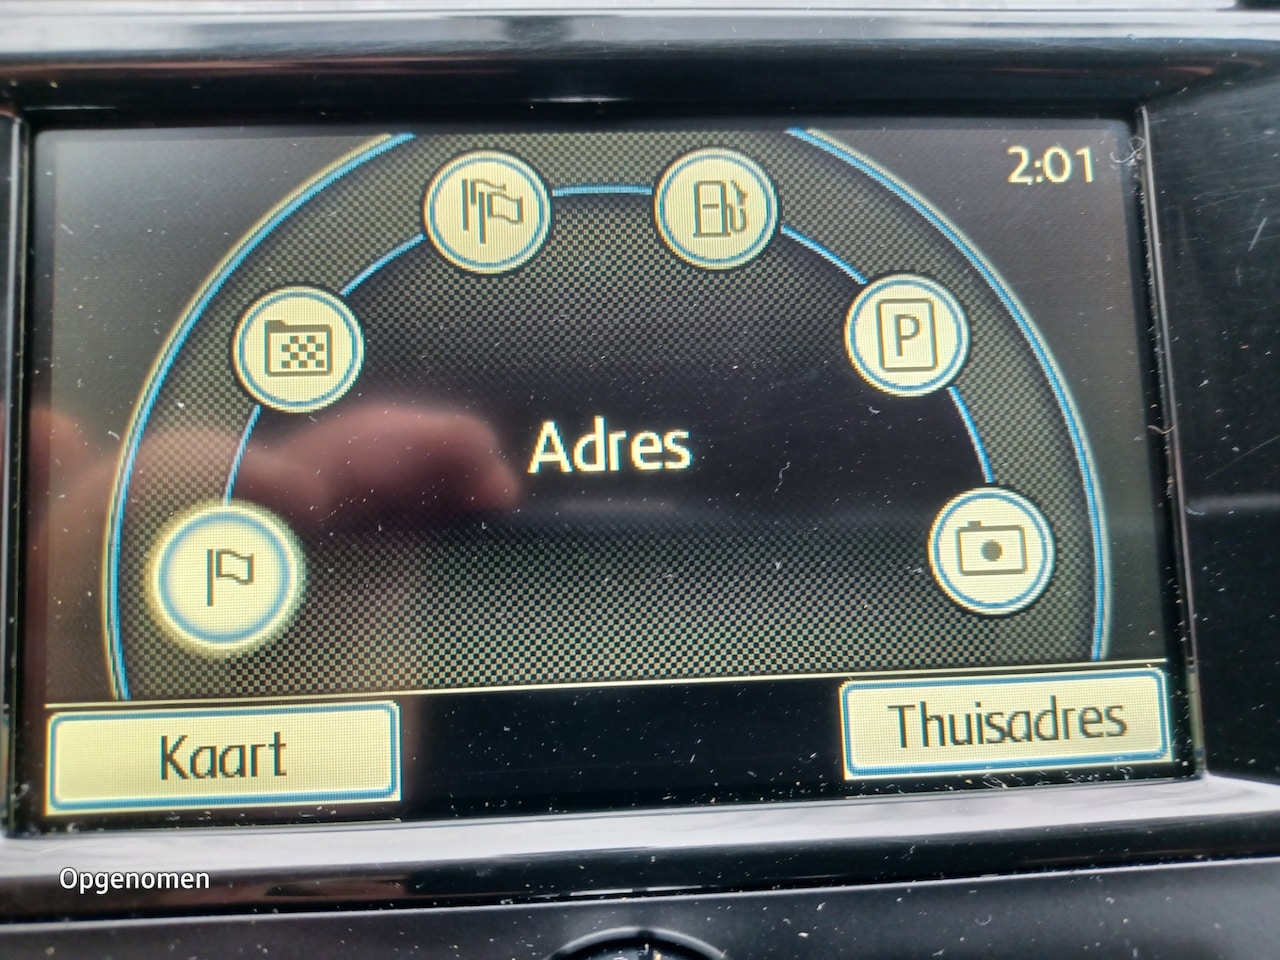 2:01
P
Adres
Kaart
Thuisadres
Opgenomen